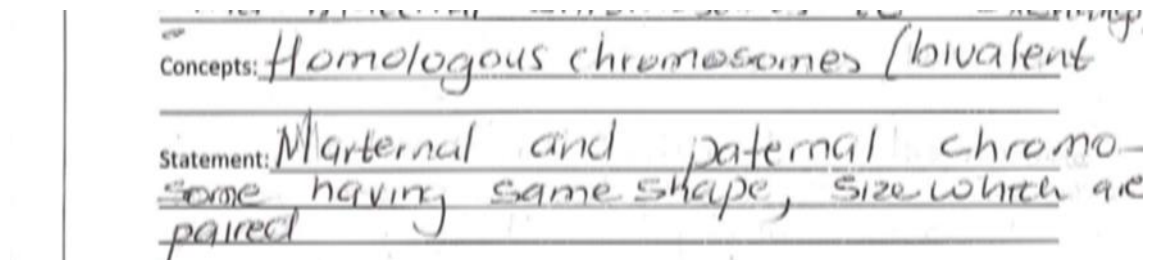 Concepts: Homologous chromosomes (bivalent
Statement: Marternal and paternal chromo-
some having same shape, size which are
paired